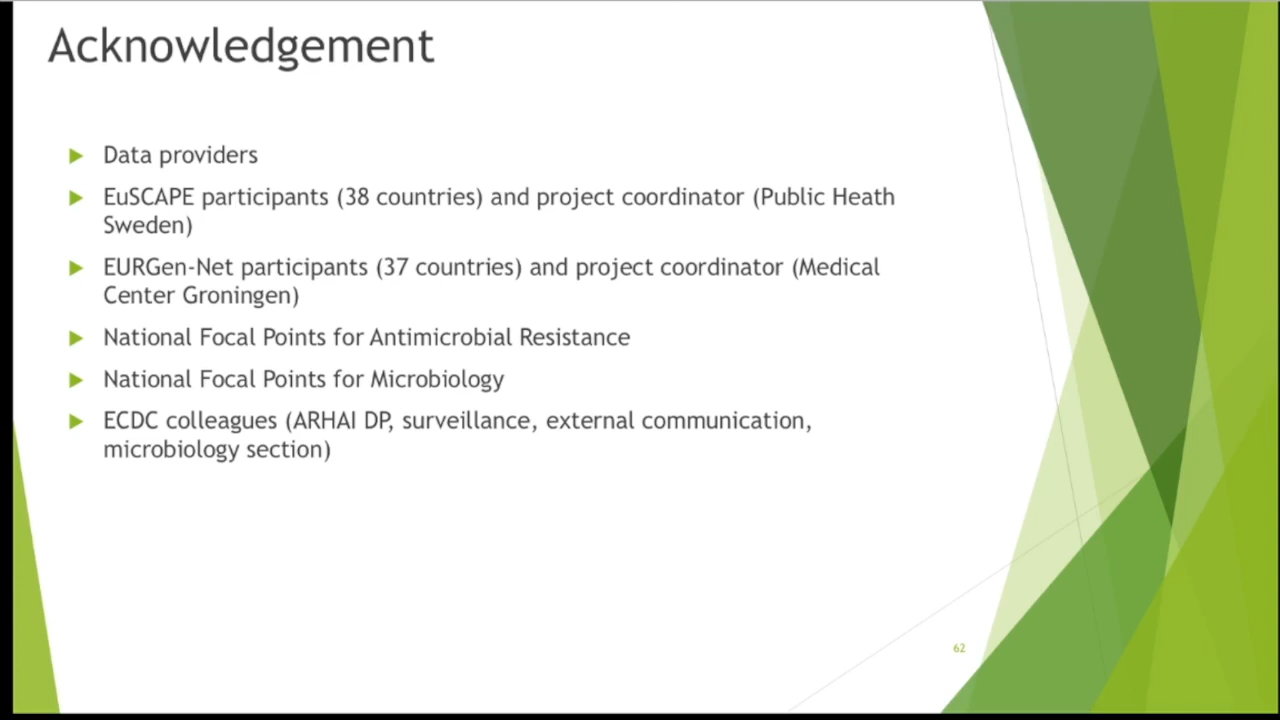 Acknowledgement
Data providers
EuSCAPE participants (38 countries) and project coordinator (Public Heath
Sweden)
EURGen-Net participants (37 countries) and project coordinator (Medical
Center Groningen)
National Focal Points for Antimicrobial Resistance
National Focal Points for Microbiology
ECDC colleagues (ARHAI DP, surveillance, external communication,
microbiology section)
62